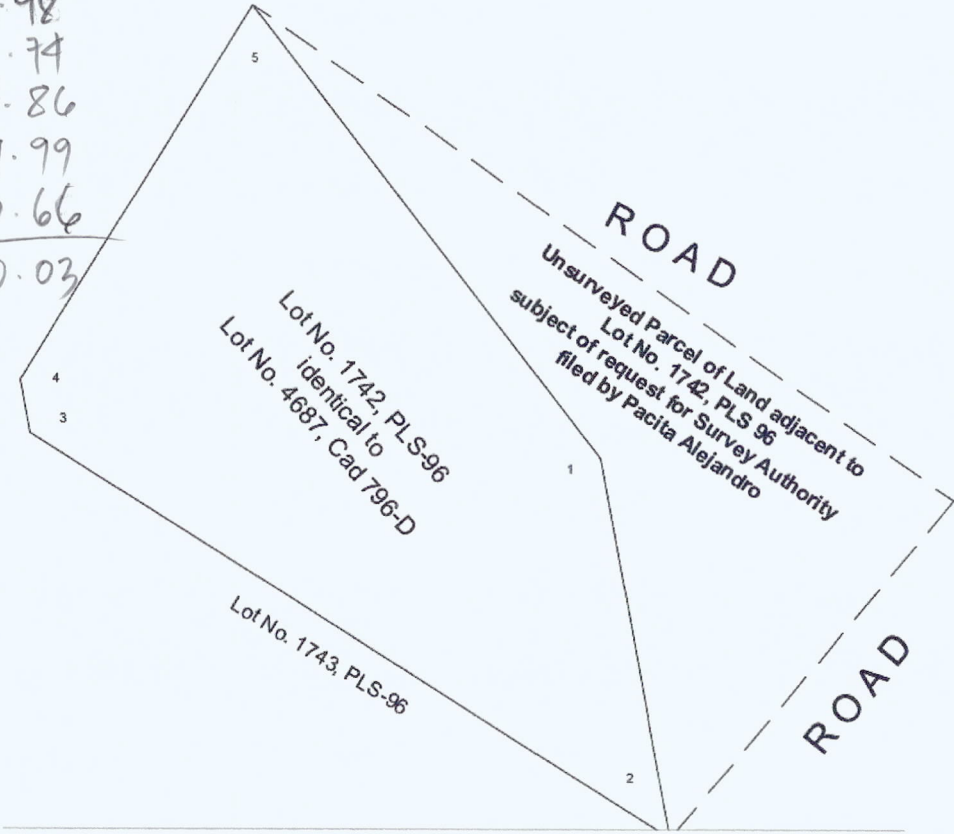 .98
.74
.86
.99
.66
.03
5
ROAD
Unsurveyed Parcel of Land adjacent to
Lot No. 1742, PLS 96
subject of request for Survey Authority
filed by Pacita Alejandro
4
3
Lot No. 1742, PLS-96
identical to
Lot No. 4687, Cad 796-D
1
Lot No. 1743, PLS-96
ROAD
2